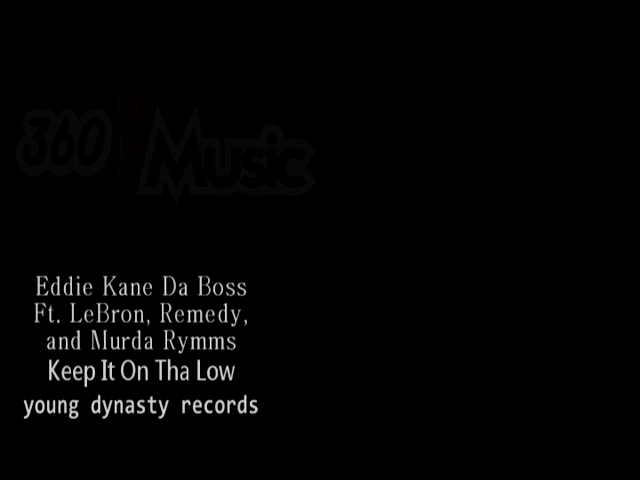 360 Music
Eddie Kane Da Boss
Ft. LeBron, Remedy,
and Murda Rymms
Keep It On Tha Low
young dynasty records